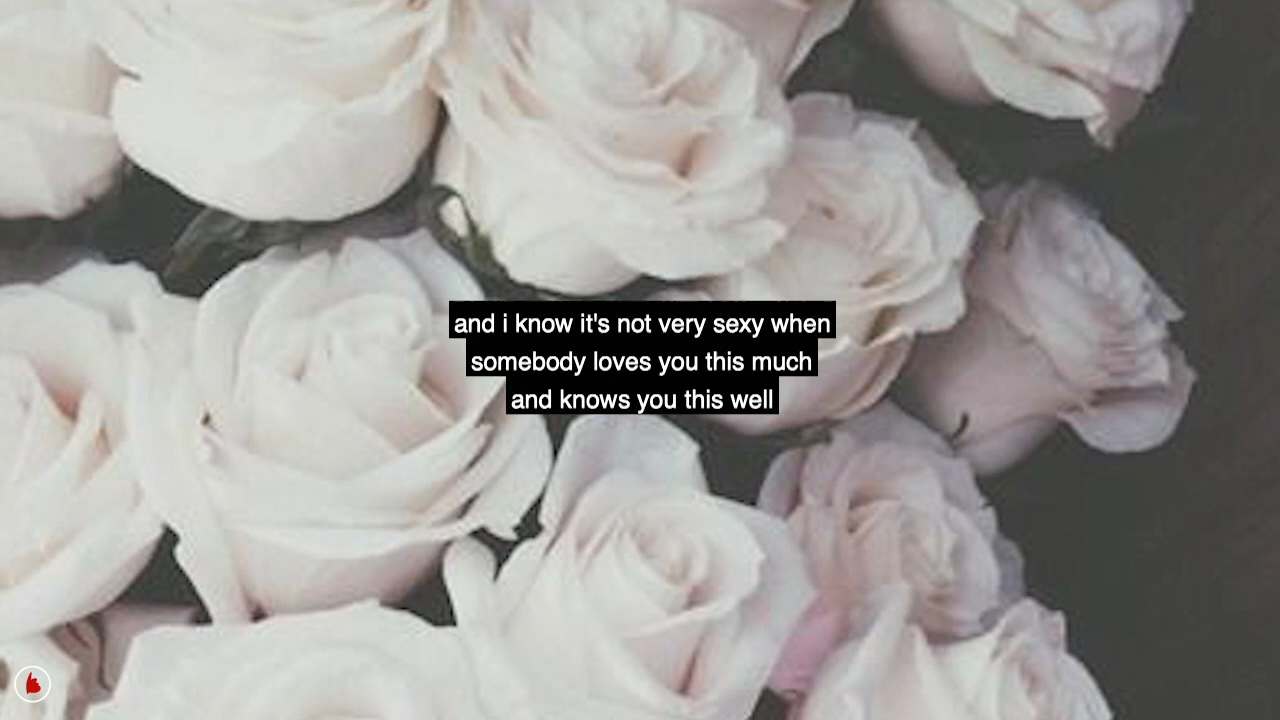 and i know it's not very sexy when
somebody loves you this much
and knows you this well